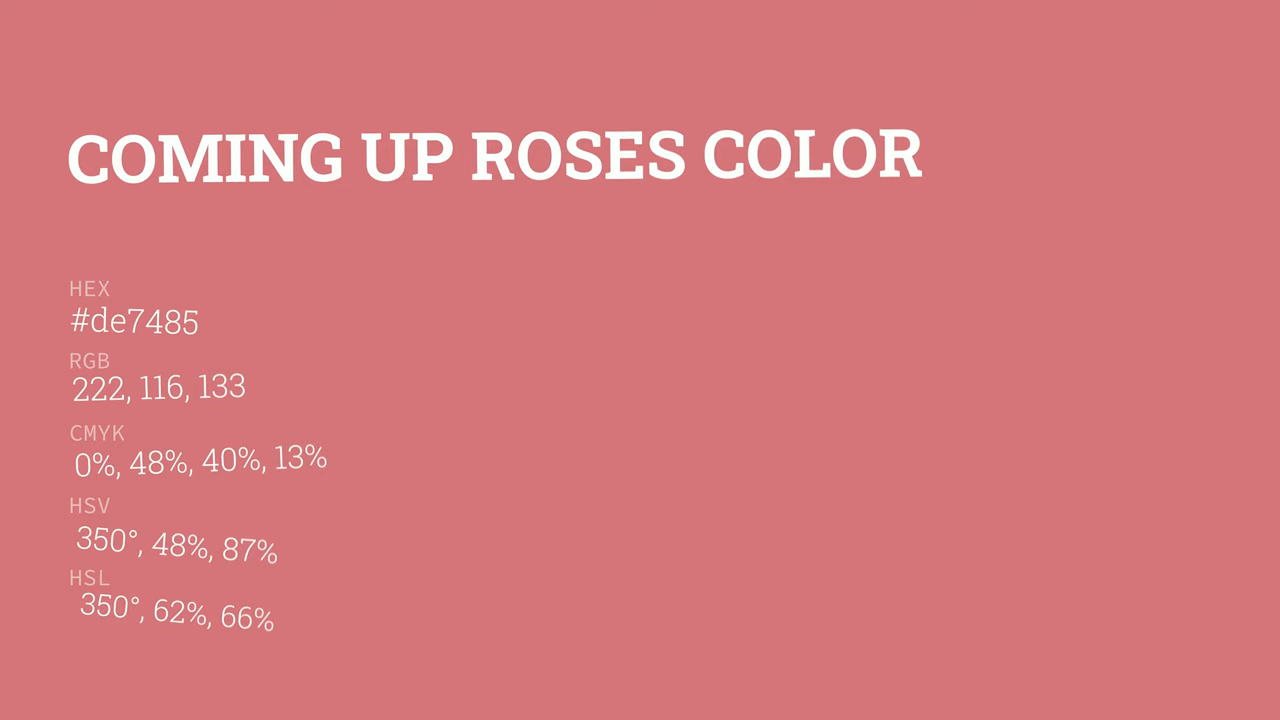 COMING UP ROSES COLOR
HEX
#de7485
RGB
222, 116, 133
CMYK
0%, 48%, 40%, 13%
HSV
350°, 48%, 87%
HSL
350°, 62%, 66%